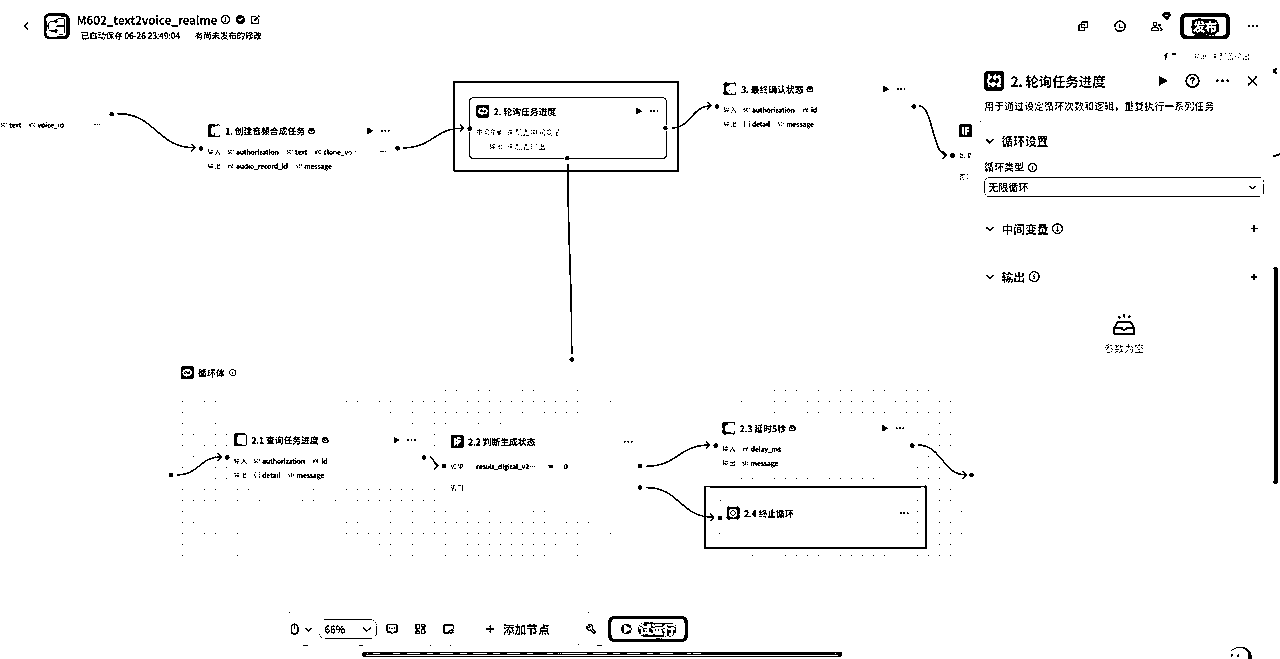 M602_text2voice_realme
已自动保存 06-26 23:49:04 有尚未发布的修改
发布
text voice_id
1. 创建音频合成任务
输入 authorization text clone_vo
输出 audio_record_id message
2. 轮询任务进度
3. 最终确认状态
输入 authorization id
输出 detail message
IF
2. 轮询任务进度
用于通过设定循环次数和逻辑，重复执行一系列任务
循环设置
循环类型
无限循环
中间变量
输出
参数为空
循环体
2.1 查询任务进度
输入 authorization id
输出 detail message
2.2 判断生成状态
如果 result_digital_v2··· = 0
否则
2.3 延时5秒
输入 delay_ms
输出 message
2.4 终止循环
66%
添加节点
试运行